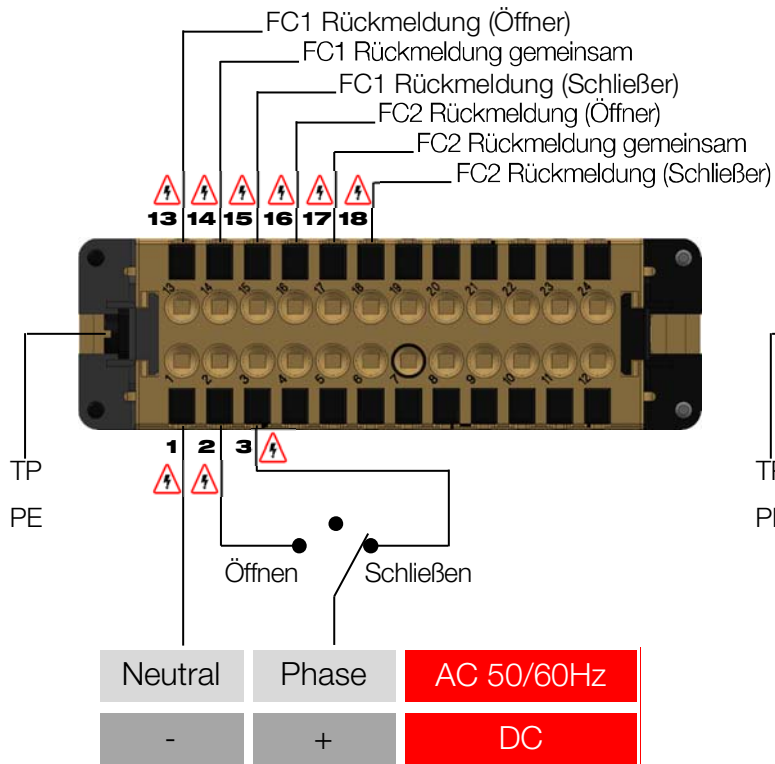 FC1 Rückmeldung (Öffner)
FC1 Rückmeldung gemeinsam
FC1 Rückmeldung (Schließer)
FC2 Rückmeldung (Öffner)
FC2 Rückmeldung gemeinsam
FC2 Rückmeldung (Schließer)
13 14 15 16 17 18
13 14 15 16 17 18 19 20 21 22 23 24
1 2 3 4 5 6 7 8 9 10 11 12
1 2 3
TP
PE
Öffnen Schließen
Neutral Phase AC 50/60Hz
- + DC